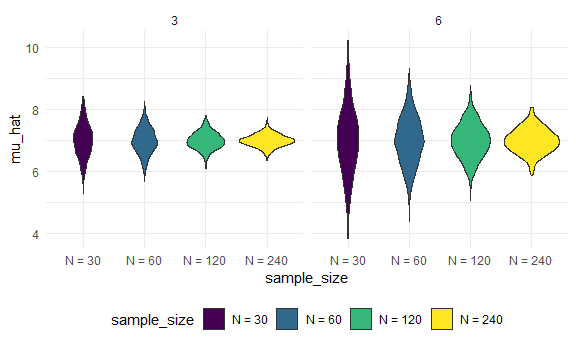 3 6
10
8
6
4
mu_hat
N = 30 N = 60 N = 120 N = 240 N = 30 N = 60 N = 120 N = 240
sample_size
sample_size N = 30 N = 60 N = 120 N = 240